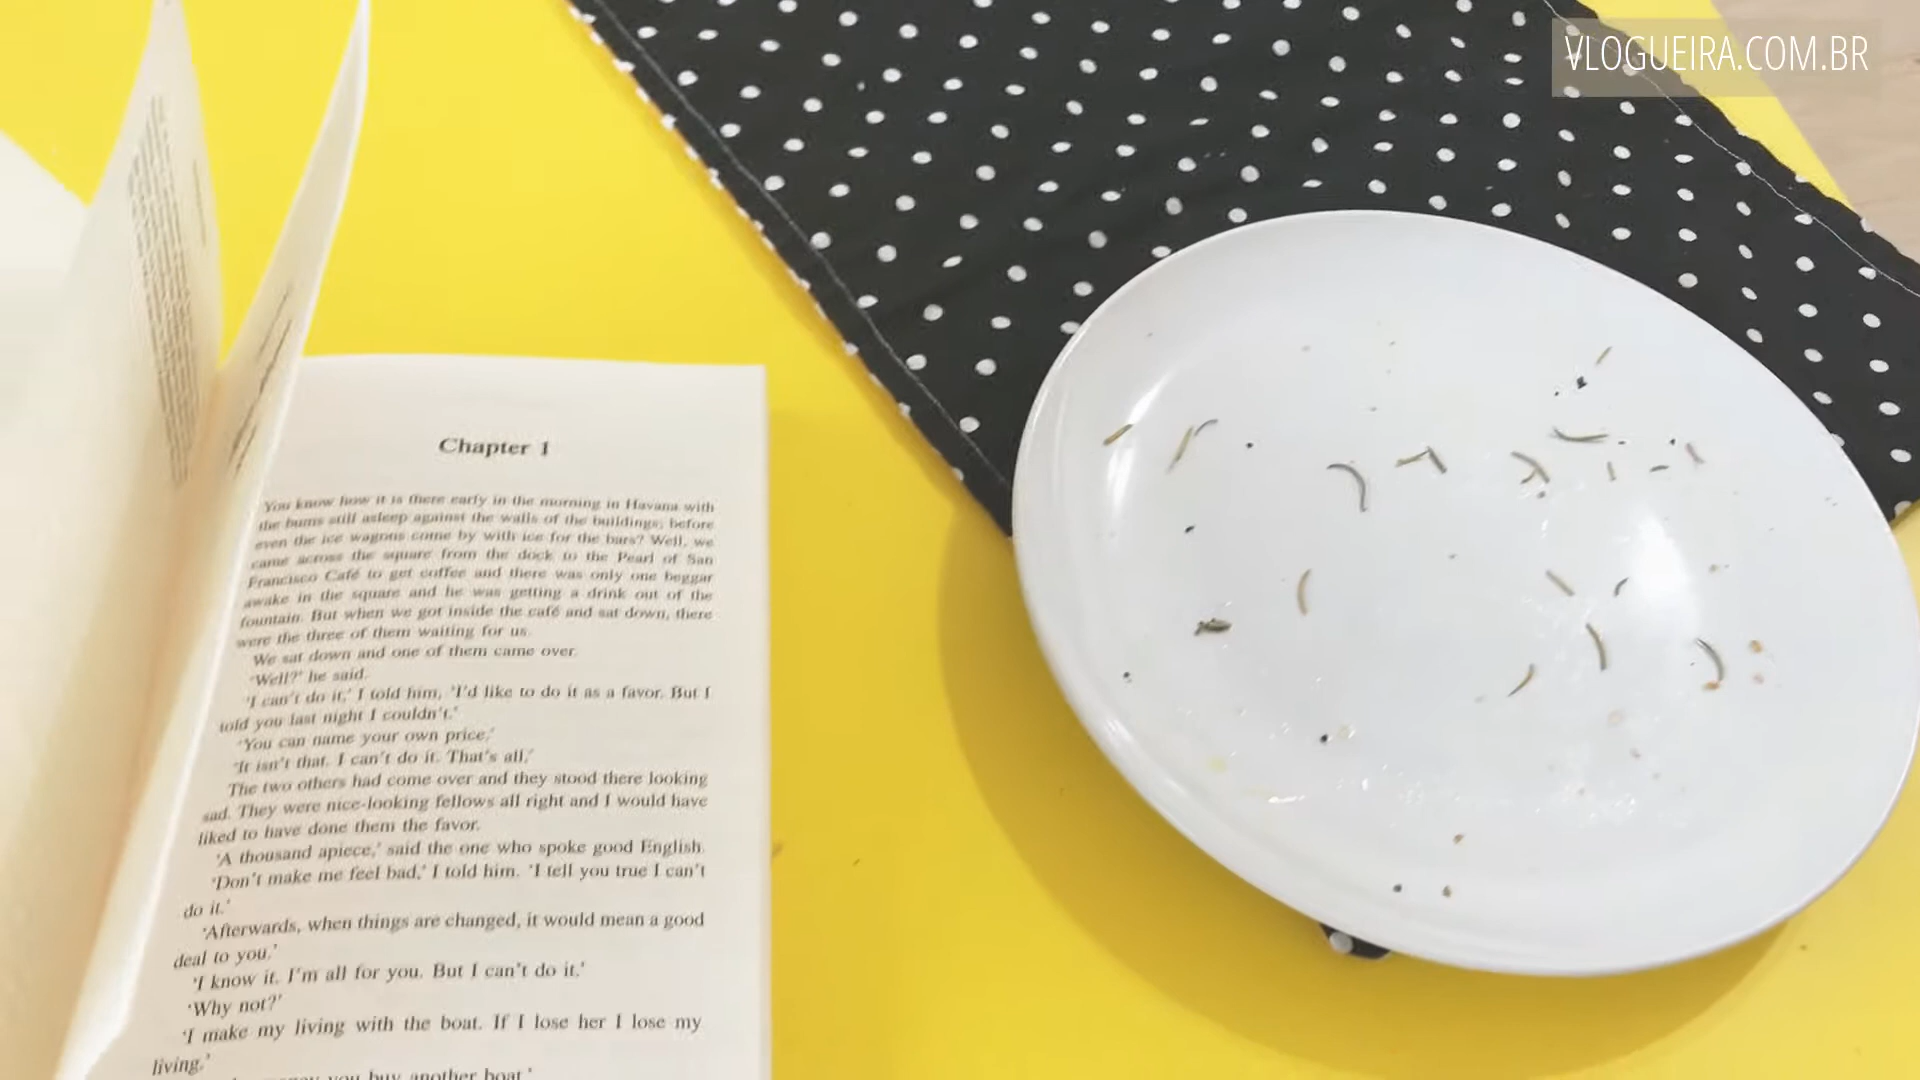 VLOGUEIRA.COM.BR
Chapter 1
You know how it is there early in the morning in Havana with
the bums still asleep against the walls of the buildings; before
even the ice wagons come by with ice for the bars? Well, we
came across the square from the dock to the Pearl of San
Francisco Café to get coffee and there was only one beggar
awake in the square and he was getting a drink out of the
fountain. But when we got inside the café and sat down, there
were the three of them waiting for us.
We sat down and one of them came over.
'Well?' he said.
'I can't do it,' I told him, 'I'd like to do it as a favor. But I
told you last night I couldn't.'
'You can name your own price.'
'It isn't that. I can't do it. That's all.'
The two others had come over and they stood there looking
sad. They were nice-looking fellows all right and I would have
liked to have done them the favor.
'A thousand apiece,' said the one who spoke good English.
'Don't make me feel bad,' I told him. 'I tell you true I can't
do it.'
'Afterwards, when things are changed, it would mean a good
deal to you.'
'I know it. I'm all for you. But I can't do it.'
'Why not?'
'I make my living with the boat. If I lose her I lose my
living.'
you buy another boat.'